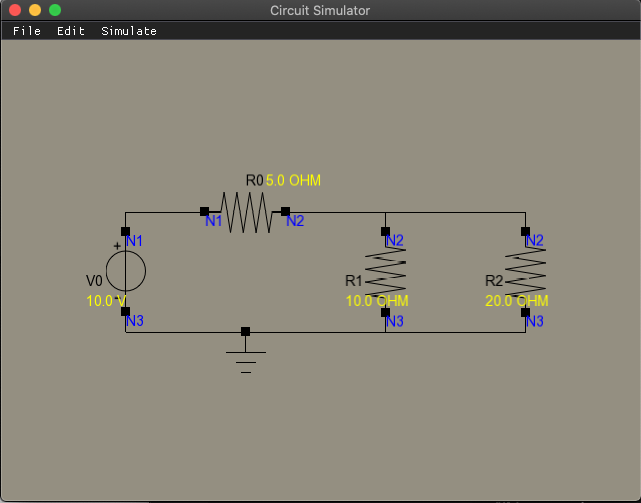 Circuit Simulator
File Edit Simulate
R0 5.0 OHM
N1 N2
N1 N2 N2
+
V0 R1 R2
10.0 V 10.0 OHM 20.0 OHM
-
N3 N3 N3